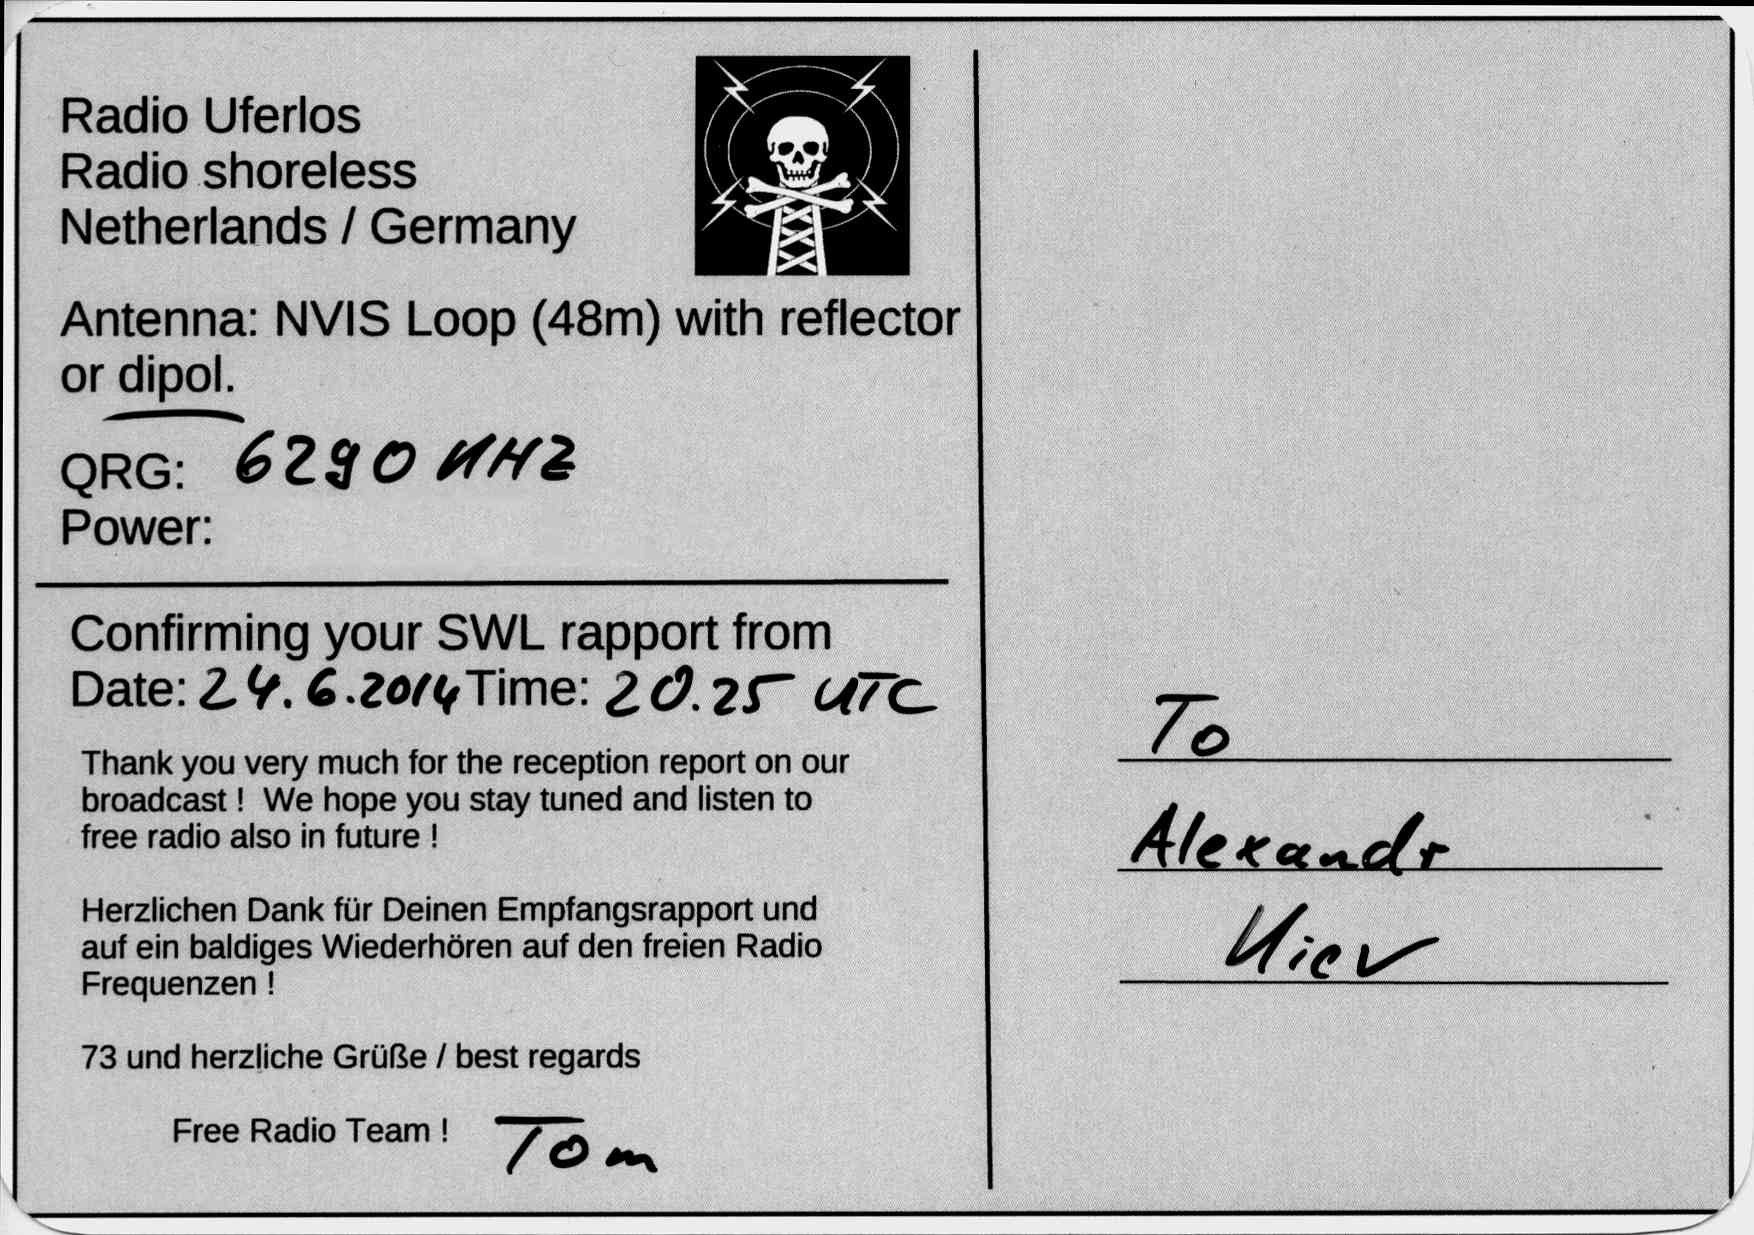 Radio Uferlos
Radio shoreless
Netherlands / Germany
Antenna: NVIS Loop (48m) with reflector
or dipol.
QRG: 6290 KHZ
Power:
Confirming your SWL rapport from
Date: 24.6.2014 Time: 20.25 UTC
Thank you very much for the reception report on our
broadcast ! We hope you stay tuned and listen to
free radio also in future !
Herzlichen Dank für Deinen Empfangsrapport und
auf ein baldiges Wiederhören auf den freien Radio
Frequenzen !
73 und herzliche Grüße / best regards
Free Radio Team ! Tom
To
Alexandr
Kiev